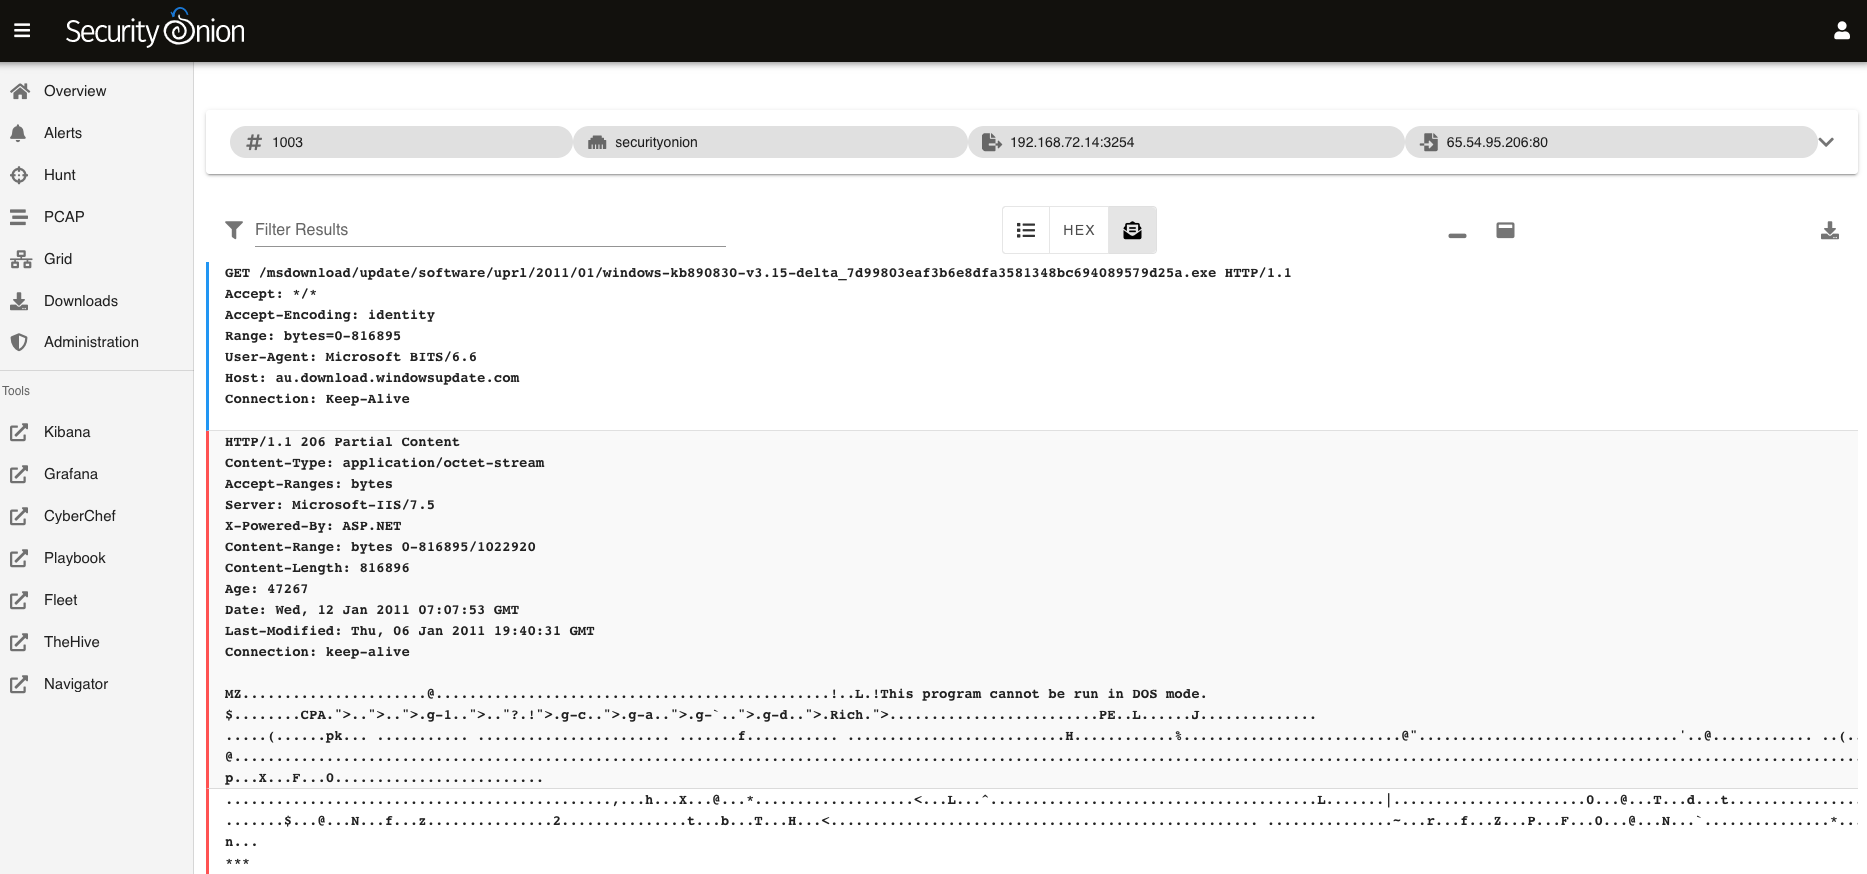 Security Onion
Overview
Alerts
Hunt
PCAP
Grid
Downloads
Administration
Tools
Kibana
Grafana
CyberChef
Playbook
Fleet
TheHive
Navigator
1003
securityonion
192.168.72.14:3254
65.54.95.206:80
Filter Results
HEX
GET /msdownload/update/software/uprl/2011/01/windows-kb890830-v3.15-delta_7d99803eaf3b6e8dfa3581348bc694089579d25a.exe HTTP/1.1
Accept: */*
Accept-Encoding: identity
Range: bytes=0-816895
User-Agent: Microsoft BITS/6.6
Host: au.download.windowsupdate.com
Connection: Keep-Alive
HTTP/1.1 206 Partial Content
Content-Type: application/octet-stream
Accept-Ranges: bytes
Server: Microsoft-IIS/7.5
X-Powered-By: ASP.NET
Content-Range: bytes 0-816895/1022920
Content-Length: 816896
Age: 47267
Date: Wed, 12 Jan 2011 07:07:53 GMT
Last-Modified: Thu, 06 Jan 2011 19:40:31 GMT
Connection: keep-alive
MZ......................@...............................................!..L.!This program cannot be run in DOS mode.
$........CPA.">..">..">.g-1..">.."?.!">.g-c..">.g-a..">.g-`..">.g-d..">.Rich.">.........................PE..L......J..............
p...X...F...0.........................
n...
***